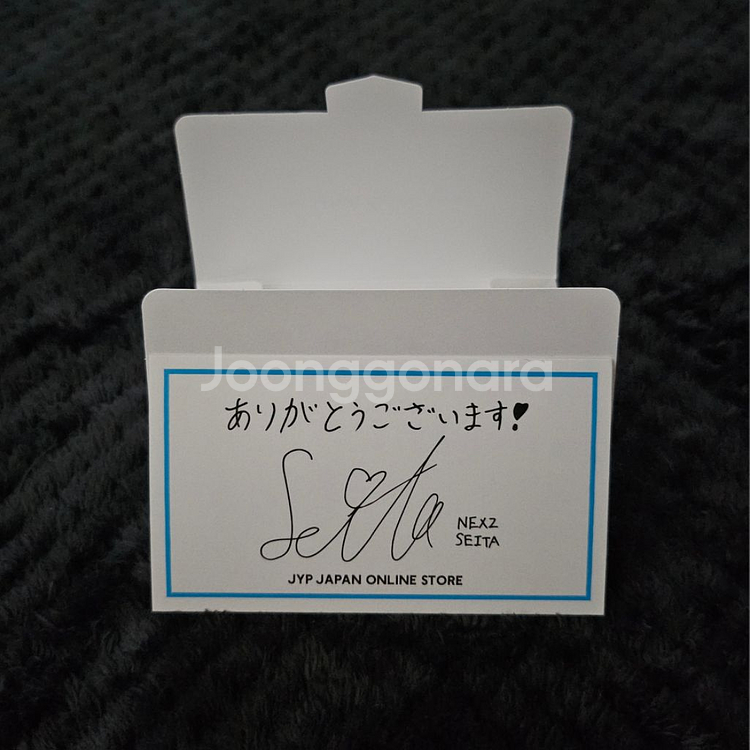 Joonggonara
ありがとうございます!
Seita
NEXZ
SEITA
JYP JAPAN ONLINE STORE